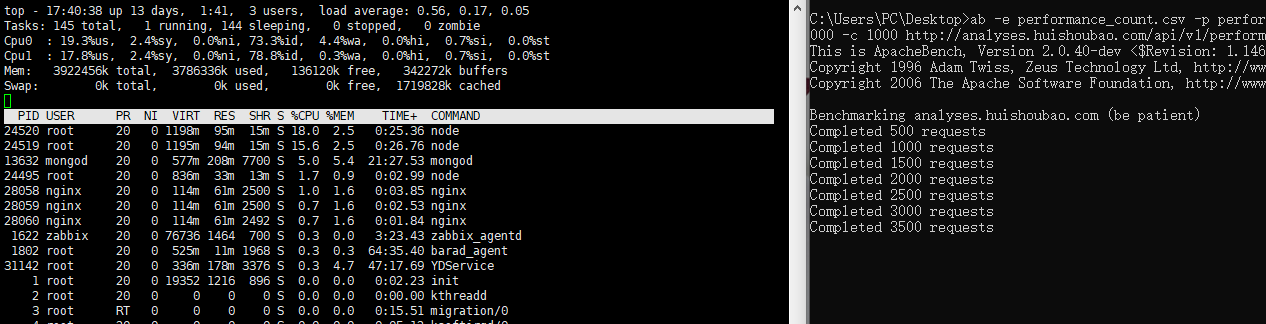 top - 17:40:38 up 13 days,  1:41,  3 users,  load average: 0.56, 0.17, 0.05
Tasks: 145 total,   1 running, 144 sleeping,   0 stopped,   0 zombie
Cpu0  : 19.3%us,  2.4%sy,  0.0%ni, 73.3%id,  4.4%wa,  0.0%hi,  0.7%si,  0.0%st
Cpu1  : 17.8%us,  2.4%sy,  0.0%ni, 78.8%id,  0.3%wa,  0.0%hi,  0.7%si,  0.0%st
Mem:   3922456k total,  3786336k used,   136120k free,   342272k buffers
Swap:        0k total,        0k used,        0k free,  1719828k cached
PID USER      PR  NI  VIRT  RES  SHR S %CPU %MEM    TIME+  COMMAND
24520 root      20   0 1198m  95m  15m S 18.0  2.5   0:25.36 node
24519 root      20   0 1195m  94m  15m S 15.6  2.5   0:26.76 node
13632 mongod    20   0  577m 208m 7700 S  5.0  5.4  21:27.53 mongod
24495 root      20   0  836m  33m  13m S  1.7  0.9   0:02.99 node
28058 nginx     20   0  114m  61m 2500 S  1.0  1.6   0:03.85 nginx
28059 nginx     20   0  114m  61m 2500 S  0.7  1.6   0:02.53 nginx
28060 nginx     20   0  114m  61m 2492 S  0.7  1.6   0:01.84 nginx
1622 zabbix    20   0 76736 1464  700 S  0.3  0.0   3:23.43 zabbix_agentd
1802 root      20   0  525m  11m 1968 S  0.3  0.3  64:35.40 barad_agent
31142 root      20   0  336m 178m 3376 S  0.3  4.7  47:17.69 YDService
1 root      20   0 19352 1216  896 S  0.0  0.0   0:02.23 init
2 root      20   0     0    0    0 S  0.0  0.0   0:00.00 kthreadd
3 root      RT   0     0    0    0 S  0.0  0.0   0:15.51 migration/0
C:\Users\PC\Desktop>ab -e performance_count.csv -p perfor
000 -c 1000 http://analyses.huishoubao.com/api/v1/perform
This is ApacheBench, Version 2.0.40-dev <$Revision: 1.146
Copyright 1996 Adam Twiss, Zeus Technology Ltd, http://ww
Copyright 2006 The Apache Software Foundation, http://www
Benchmarking analyses.huishoubao.com (be patient)
Completed 500 requests
Completed 1000 requests
Completed 1500 requests
Completed 2000 requests
Completed 2500 requests
Completed 3000 requests
Completed 3500 requests